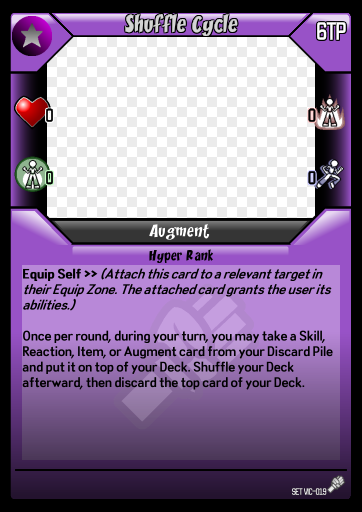 Shuffle Cycle
6TP
0
0
0
0
Augment
Hyper Rank
Equip Self >> (Attach this card to a relevant target in
their Equip Zone. The attached card grants the user its
abilities.)
Once per round, during your turn, you may take a Skill,
Reaction, Item, or Augment card from your Discard Pile
and put it on top of your Deck. Shuffle your Deck
afterward, then discard the top card of your Deck.
SET VIC-019